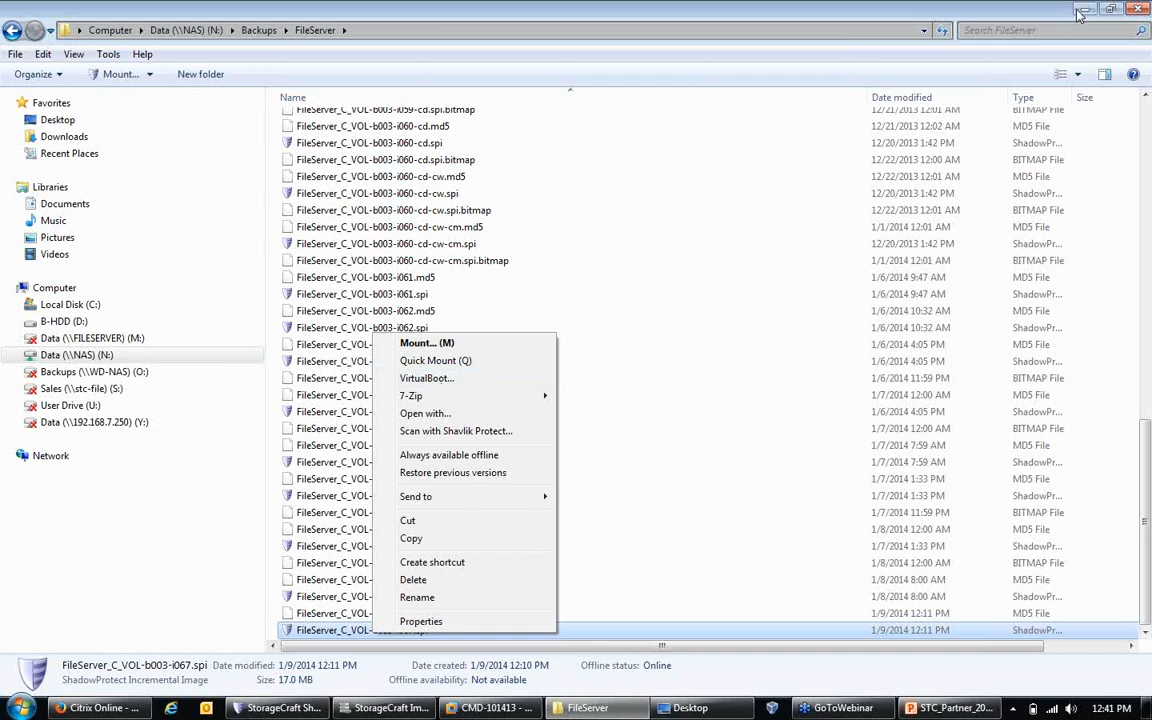 Computer
Data (\\NAS) (N:)
Backups
FileServer
Search FileServer
File Edit View Tools Help
Organize Mount... New folder
Name Date modified Type Size
Favorites
Desktop
Downloads
Recent Places
Libraries
Documents
Music
Pictures
Videos
Computer
Local Disk (C:)
B-HDD (D:)
Data (\\FILESERVER) (M:)
Data (\\NAS) (N:)
Backups (\\WD-NAS) (O:)
Sales (\\stc-file) (S:)
User Drive (U:)
Data (\\192.168.7.250) (Y:)
Network
FileServer_C_VOL-b003-i059-cd.spi.bitmap 12/21/2013 12:01 AM BITMAP File
FileServer_C_VOL-b003-i060-cd.md5 12/21/2013 12:02 AM MD5 File
FileServer_C_VOL-b003-i060-cd.spi 12/20/2013 1:42 PM ShadowPr...
FileServer_C_VOL-b003-i060-cd.spi.bitmap 12/22/2013 12:00 AM BITMAP File
FileServer_C_VOL-b003-i060-cd-cw.md5 12/22/2013 12:01 AM MD5 File
FileServer_C_VOL-b003-i060-cd-cw.spi 12/20/2013 1:42 PM ShadowPr...
FileServer_C_VOL-b003-i060-cd-cw.spi.bitmap 12/22/2013 12:01 AM BITMAP File
FileServer_C_VOL-b003-i060-cd-cw-cm.md5 1/1/2014 12:01 AM MD5 File
FileServer_C_VOL-b003-i060-cd-cw-cm.spi 12/20/2013 1:42 PM ShadowPr...
FileServer_C_VOL-b003-i060-cd-cw-cm.spi.bitmap 1/1/2014 12:01 AM BITMAP File
FileServer_C_VOL-b003-i061.md5 1/6/2014 9:47 AM MD5 File
FileServer_C_VOL-b003-i061.spi 1/6/2014 9:47 AM ShadowPr...
FileServer_C_VOL-b003-i062.md5 1/6/2014 10:32 AM MD5 File
FileServer_C_VOL-b003-i062.spi 1/6/2014 10:32 AM ShadowPr...
FileServer_C_VOL- 1/6/2014 4:05 PM MD5 File
FileServer_C_VOL- 1/6/2014 4:05 PM ShadowPr...
FileServer_C_VOL- 1/6/2014 11:59 PM BITMAP File
FileServer_C_VOL- 1/7/2014 12:00 AM MD5 File
FileServer_C_VOL- 1/6/2014 4:05 PM ShadowPr...
FileServer_C_VOL- 1/7/2014 12:00 AM BITMAP File
FileServer_C_VOL- 1/7/2014 7:59 AM MD5 File
FileServer_C_VOL- 1/7/2014 7:59 AM ShadowPr...
FileServer_C_VOL- 1/7/2014 1:33 PM MD5 File
FileServer_C_VOL- 1/7/2014 1:33 PM ShadowPr...
FileServer_C_VOL- 1/7/2014 11:59 PM BITMAP File
FileServer_C_VOL- 1/8/2014 12:00 AM MD5 File
FileServer_C_VOL- 1/7/2014 1:33 PM ShadowPr...
FileServer_C_VOL- 1/8/2014 12:00 AM BITMAP File
FileServer_C_VOL- 1/8/2014 8:00 AM MD5 File
FileServer_C_VOL- 1/8/2014 8:00 AM ShadowPr...
FileServer_C_VOL- 1/9/2014 12:11 PM MD5 File
FileServer_C_VOL- 1/9/2014 12:11 PM ShadowPr...
Mount... (M)
Quick Mount (Q)
VirtualBoot...
7-Zip
Open with...
Scan with Shavlik Protect...
Always available offline
Restore previous versions
Send to
Cut
Copy
Create shortcut
Delete
Rename
Properties
FileServer_C_VOL-b003-i067.spi Date modified: 1/9/2014 12:11 PM Date created: 1/9/2014 12:10 PM Offline status: Online
ShadowProtect Incremental Image Size: 17.0 MB Offline availability: Not available
Citrix Online - ... StorageCraft Sh... StorageCraft Im... CMD-101413 - ... FileServer Desktop GoToWebinar STC_Partner_20... 12:41 PM